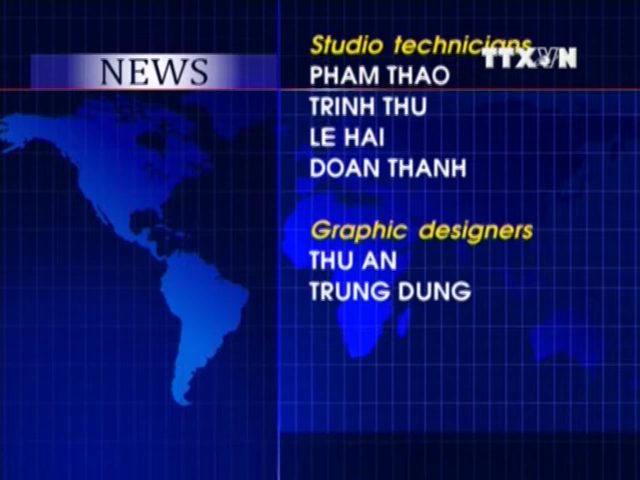 NEWS
Studio technicians
TTXVN
PHAM THAO
TRINH THU
LE HAI
DOAN THANH
Graphic designers
THU AN
TRUNG DUNG